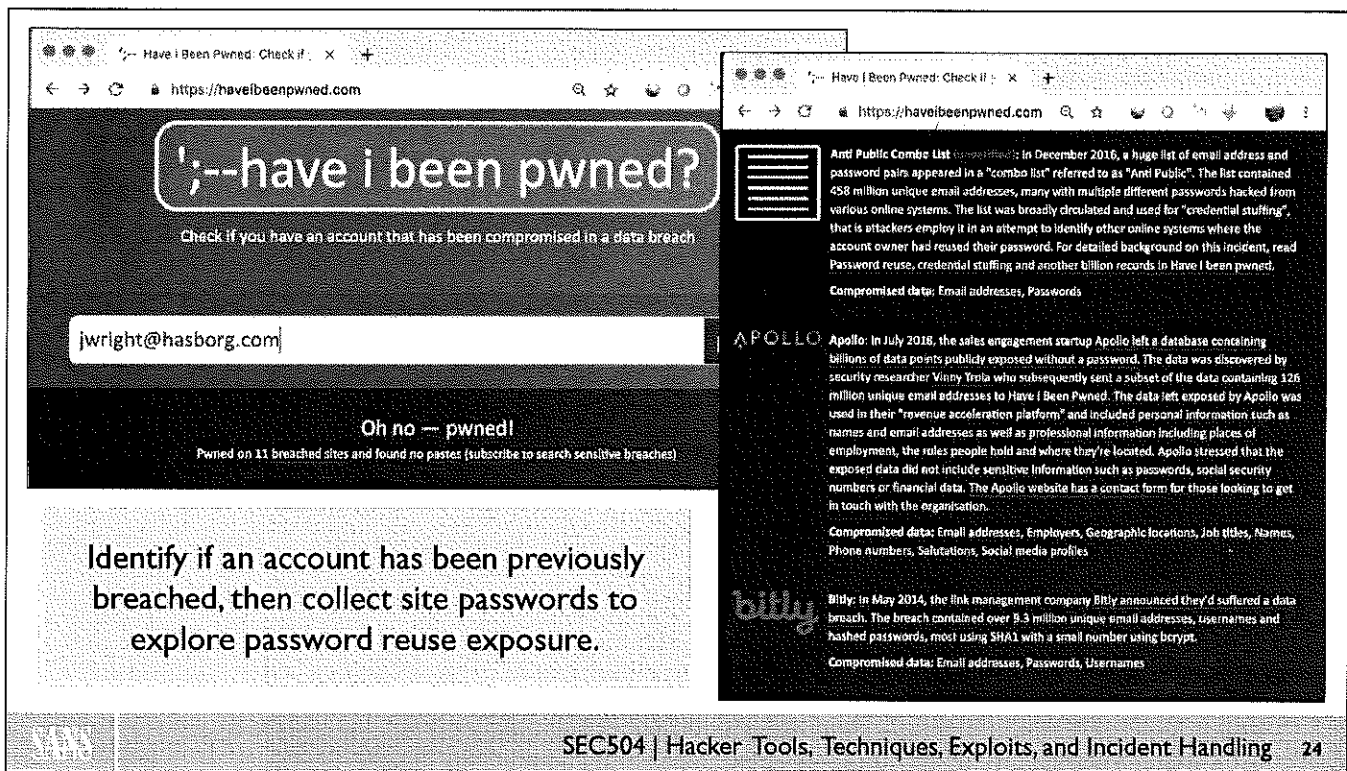 ';-- Have I Been Pwned: Check if
https://haveibeenpwned.com
';--have i been pwned?
Check if you have an account that has been compromised in a data breach
jwright@hasborg.com
Oh no — pwned!
Pwned on 11 breached sites and found no pastes (subscribe to search sensitive breaches)
Identify if an account has been previously
breached, then collect site passwords to
explore password reuse exposure.
';-- Have I Been Pwned: Check if
https://haveibeenpwned.com
Anti Public Combo List (unverified): In December 2016, a huge list of email address and
password pairs appeared in a "combo list" referred to as "Anti Public". The list contained
458 million unique email addresses, many with multiple different passwords hacked from
various online systems. The list was broadly circulated and used for "credential stuffing",
that is attackers employ it in an attempt to identify other online systems where the
account owner had reused their password. For detailed background on this incident, read
Password reuse, credential stuffing and another billion records in Have I been pwned.
Compromised data: Email addresses, Passwords
APOLLO
Apollo: In July 2018, the sales engagement startup Apollo left a database containing
billions of data points publicly exposed without a password. The data was discovered by
security researcher Vinny Troia who subsequently sent a subset of the data containing 126
million unique email addresses to Have I Been Pwned. The data left exposed by Apollo was
used in their "revenue acceleration platform" and included personal information such as
names and email addresses as well as professional information including places of
employment, the roles people hold and where they're located. Apollo stressed that the
exposed data did not include sensitive information such as passwords, social security
numbers or financial data. The Apollo website has a contact form for those looking to get
in touch with the organisation.
Compromised data: Email addresses, Employers, Geographic locations, Job titles, Names,
Phone numbers, Salutations, Social media profiles
bitly
Bitly: In May 2014, the link management company Bitly announced they'd suffered a data
breach. The breach contained over 9.3 million unique email addresses, usernames and
hashed passwords, most using SHA1 with a small number using bcrypt.
Compromised data: Email addresses, Passwords, Usernames
SANS
SEC504 | Hacker Tools, Techniques, Exploits, and Incident Handling 24